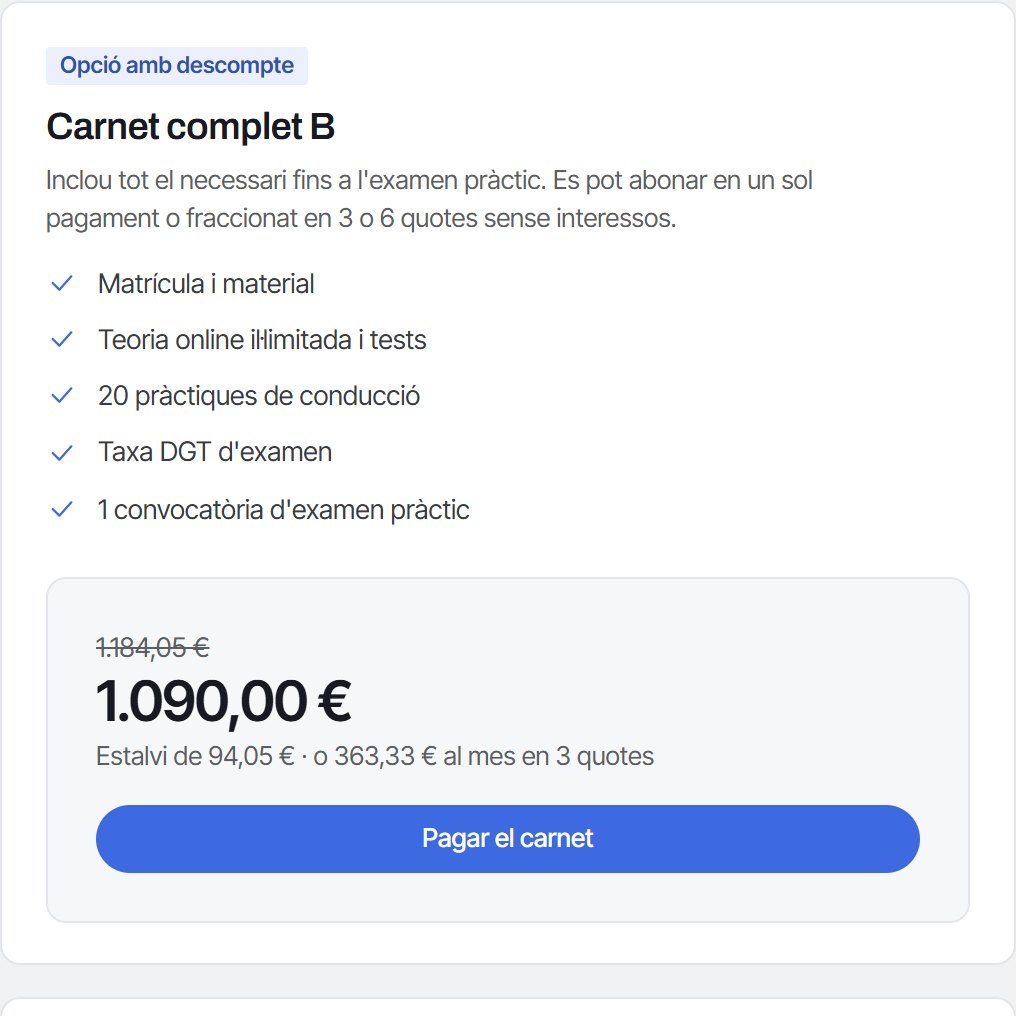 Opció amb descompte
Carnet complet B
Inclou tot el necessari fins a l'examen pràctic. Es pot abonar en un sol
pagament o fraccionat en 3 o 6 quotes sense interessos.
Matrícula i material
Teoria online il·limitada i tests
20 pràctiques de conducció
Taxa DGT d'examen
1 convocatòria d'examen pràctic
1.184,05 €
1.090,00 €
Estalvi de 94,05 € · o 363,33 € al mes en 3 quotes
Pagar el carnet